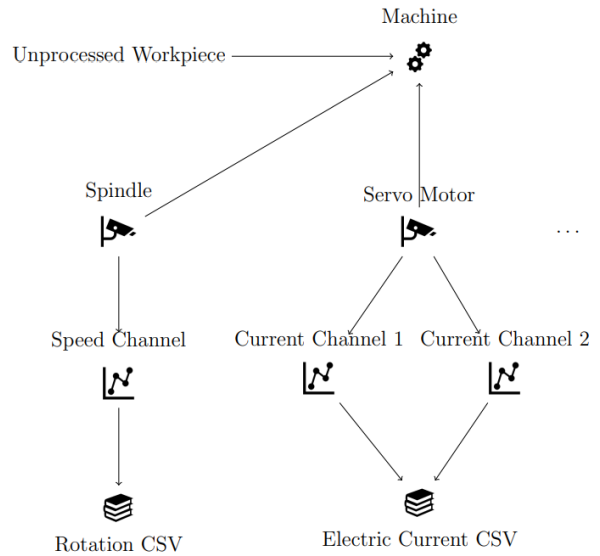 Machine
Unprocessed Workpiece
Spindle
Servo Motor
...
Speed Channel
Current Channel 1
Current Channel 2
Rotation CSV
Electric Current CSV